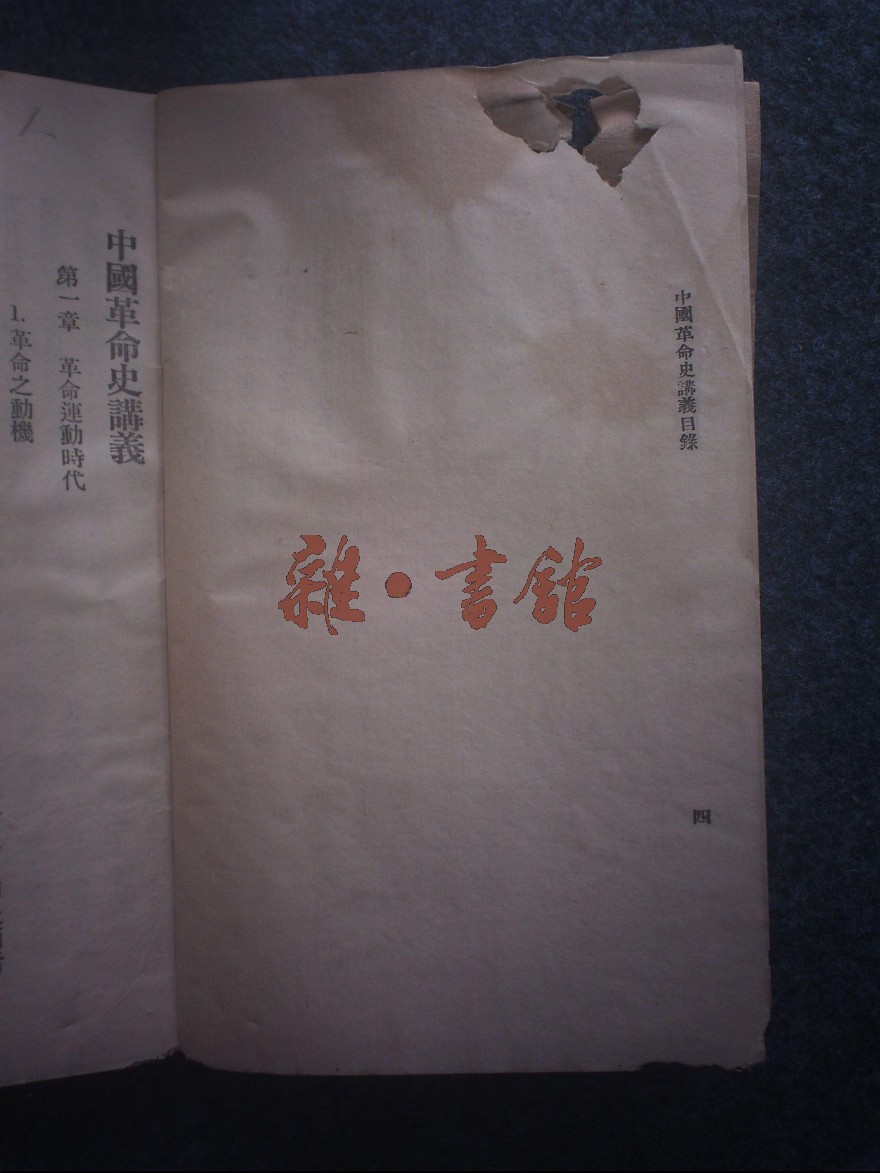 中國革命史講義目錄
四
雜·書館
中國革命史講義
第一章 革命運動時代
1. 革命之動機